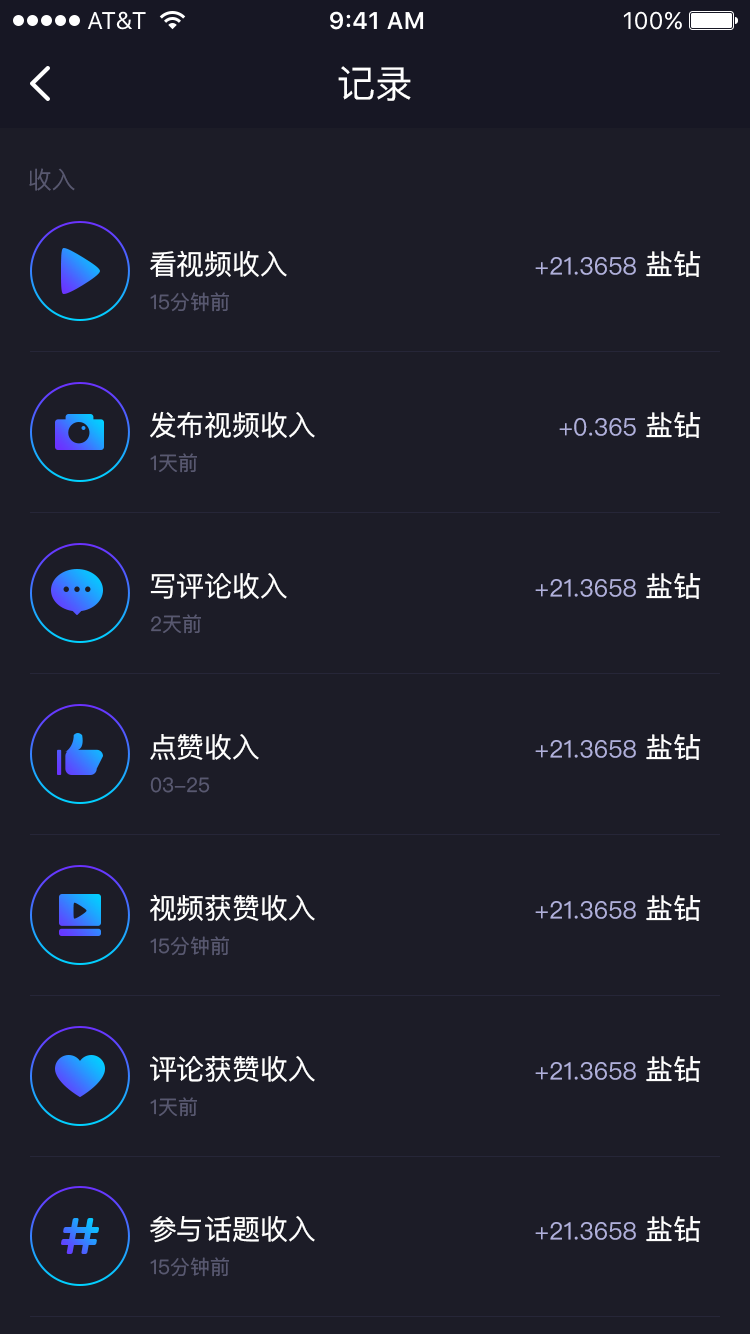 AT&T 9:41 AM 100%
记录
收入
看视频收入 +21.3658 盐钻
15分钟前
发布视频收入 +0.365 盐钻
1天前
写评论收入 +21.3658 盐钻
2天前
点赞收入 +21.3658 盐钻
03-25
视频获赞收入 +21.3658 盐钻
15分钟前
评论获赞收入 +21.3658 盐钻
1天前
参与话题收入 +21.3658 盐钻
15分钟前